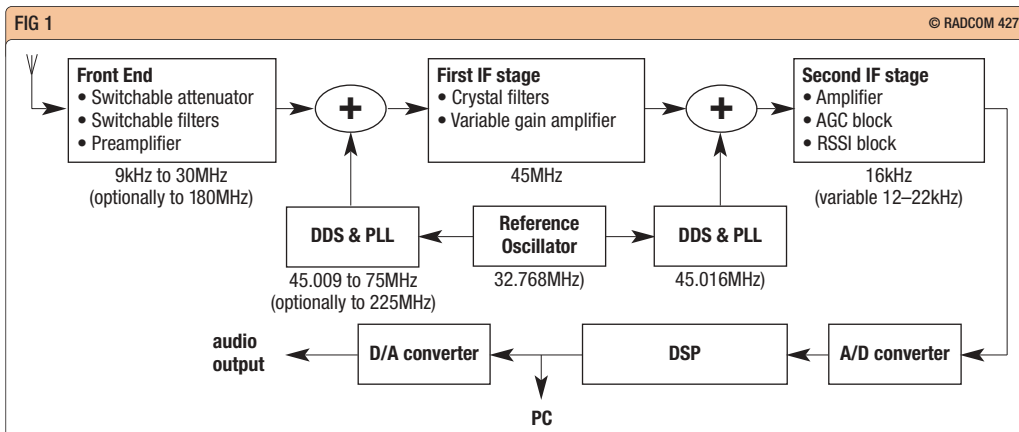 FIG 1
© RADCOM 427
Front End
• Switchable attenuator
• Switchable filters
• Preamplifier
9kHz to 30MHz
(optionally to 180MHz)
+
First IF stage
• Crystal filters
• Variable gain amplifier
45MHz
+
Second IF stage
• Amplifier
• AGC block
• RSSI block
16kHz
(variable 12–22kHz)
DDS & PLL
45.009 to 75MHz
(optionally to 225MHz)
Reference
Oscillator
32.768MHz)
DDS & PLL
45.016MHz)
audio
output
D/A converter
DSP
A/D converter
PC